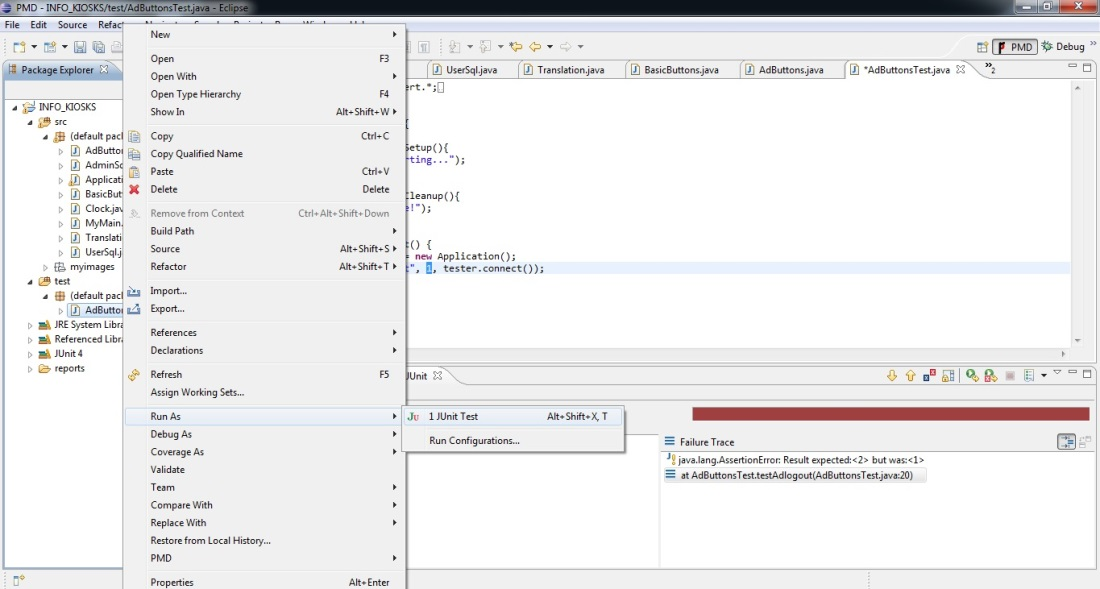 PMD - INFO_KIOSKS/test/AdButtonsTest.java - Eclipse
File Edit Source Refac
PMD Debug »
Package Explorer
UserSql.java Translation.java BasicButtons.java AdButtons.java *AdButtonsTest.java »2
INFO_KIOSKS
src
(default pac
AdButto
AdminSc
Applicati
BasicButt
Clock.jav
MyMain.
Translati
UserSql.j
myimages
test
(default pac
AdButton
JRE System Libra
Referenced Libra
JUnit 4
reports
New
Open F3
Open With
Open Type Hierarchy F4
Show In Alt+Shift+W
Copy Ctrl+C
Copy Qualified Name
Paste Ctrl+V
Delete Delete
Remove from Context Ctrl+Alt+Shift+Down
Build Path
Source Alt+Shift+S
Refactor Alt+Shift+T
Import...
Export...
References
Declarations
Refresh F5
Assign Working Sets...
Run As
Debug As
Coverage As
Validate
Team
Compare With
Replace With
Restore from Local History...
PMD
Properties Alt+Enter
1 JUnit Test Alt+Shift+X, T
Run Configurations...
ert.";
{
Setup(){
rting...");
Cleanup(){
e!");
t() {
= new Application();
t", 1, tester.connect());
JUnit
Failure Trace
java.lang.AssertionError: Result expected:<2> but was:<1>
at AdButtonsTest.testAdlogout(AdButtonsTest.java:20)